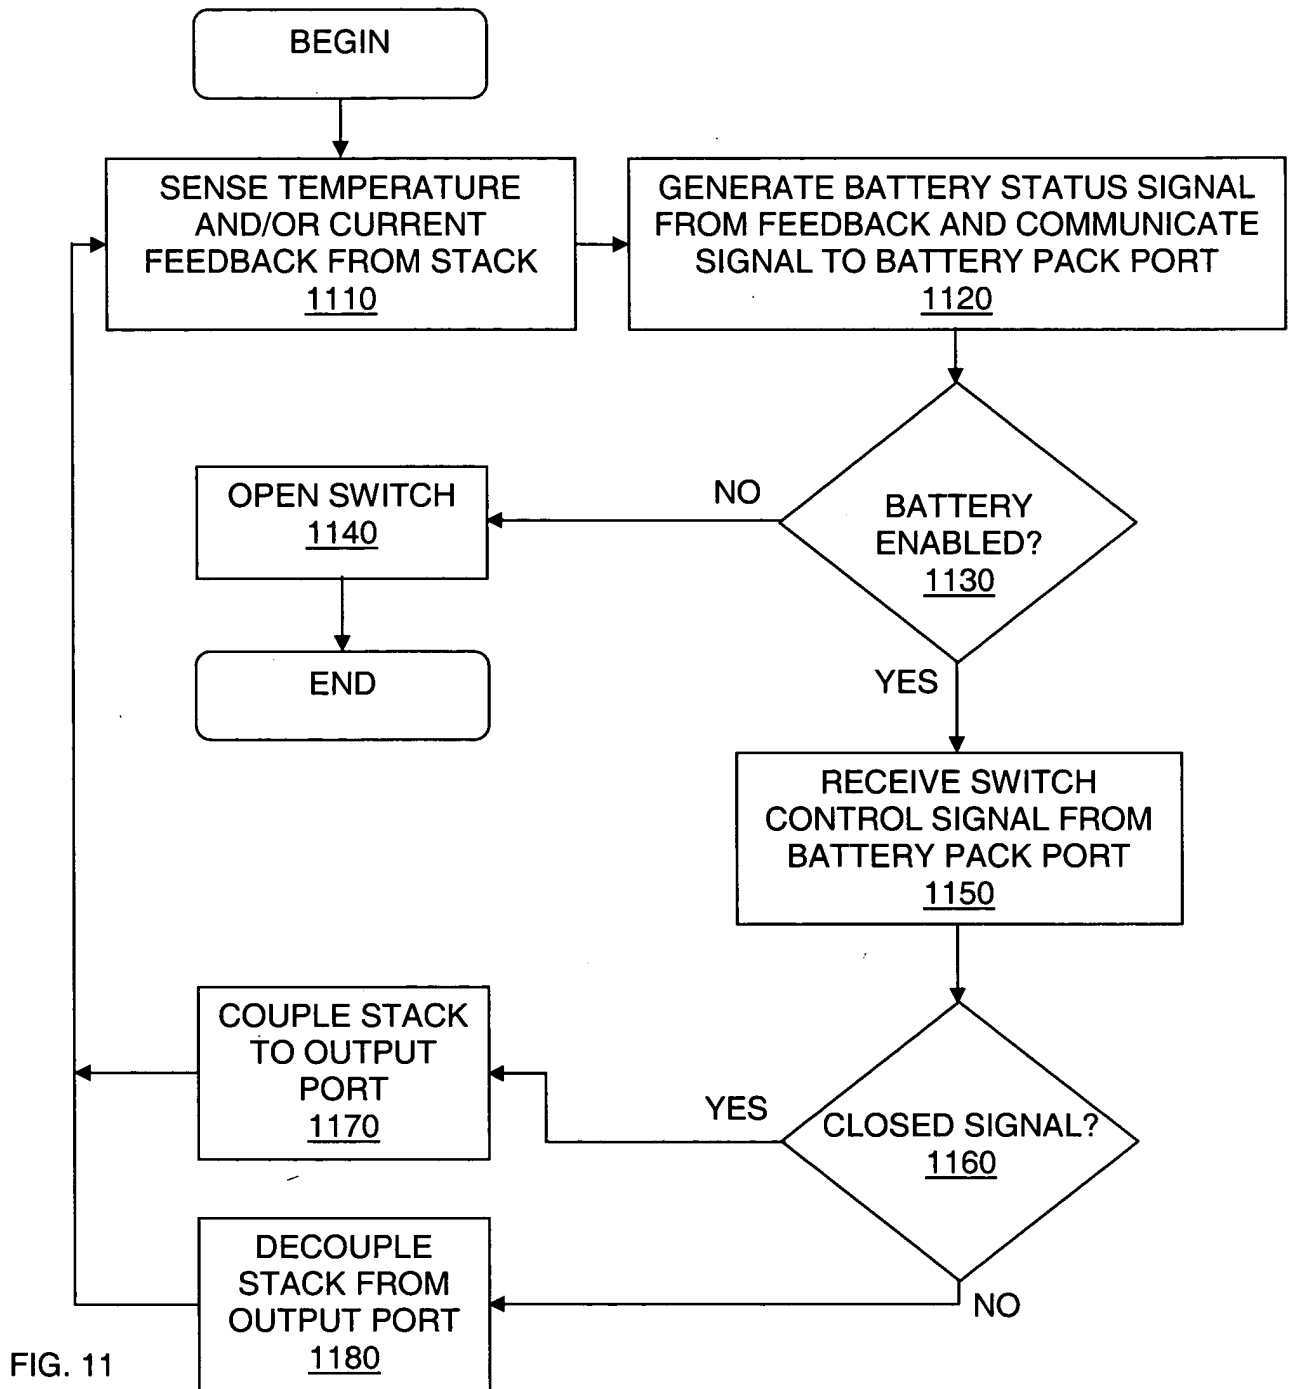 BEGIN
SENSE TEMPERATURE
AND/OR CURRENT
FEEDBACK FROM STACK
1110
GENERATE BATTERY STATUS SIGNAL
FROM FEEDBACK AND COMMUNICATE
SIGNAL TO BATTERY PACK PORT
1120
BATTERY
ENABLED?
1130
NO
OPEN SWITCH
1140
END
YES
RECEIVE SWITCH
CONTROL SIGNAL FROM
BATTERY PACK PORT
1150
CLOSED SIGNAL?
1160
YES
COUPLE STACK
TO OUTPUT
PORT
1170
NO
DECOUPLE
STACK FROM
OUTPUT PORT
1180
FIG. 11